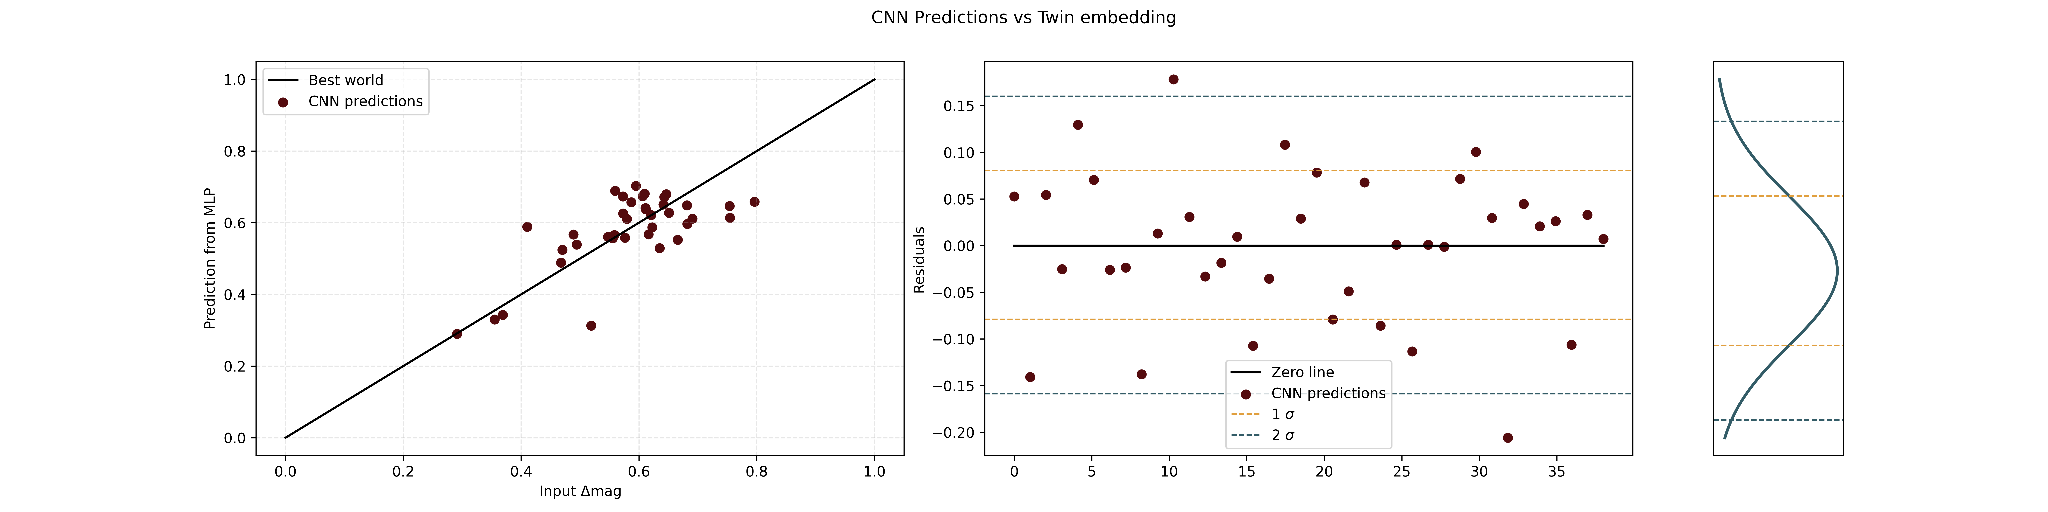 CNN Predictions vs Twin embedding
Best world
CNN predictions
1.0
0.8
0.6
0.4
0.2
0.0
Prediction from MLP
0.0 0.2 0.4 0.6 0.8 1.0
Input Δmag
0.15
0.10
0.05
0.00
−0.05
−0.10
−0.15
−0.20
Residuals
Zero line
CNN predictions
1 σ
2 σ
0 5 10 15 20 25 30 35